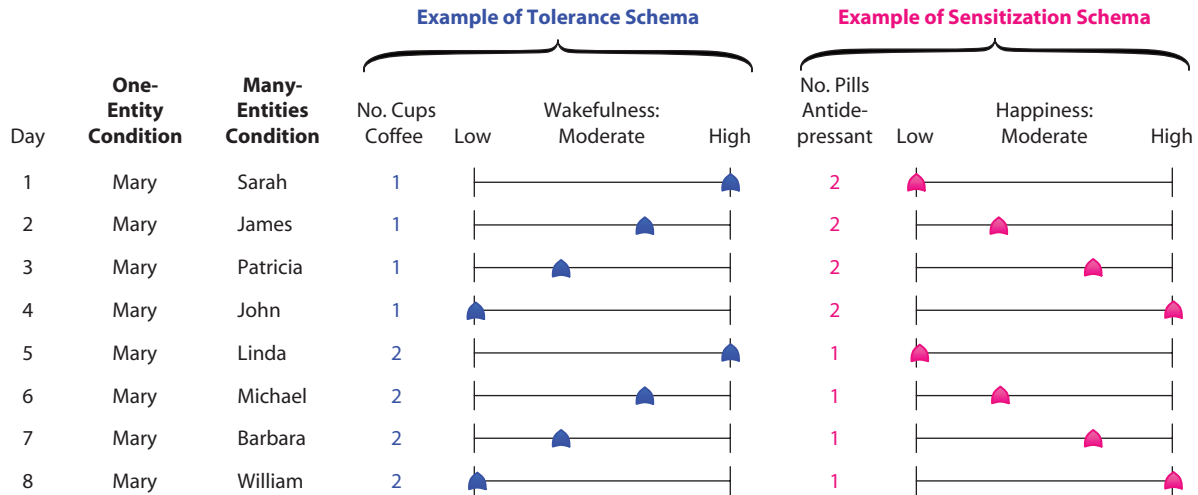 Example of Tolerance Schema Example of Sensitization Schema
One- Many- No. Pills
Entity Entities No. Cups Wakefulness: Antide- Happiness:
Day Condition Condition Coffee Low Moderate High pressant Low Moderate High
1 Mary Sarah 1 2
2 Mary James 1 2
3 Mary Patricia 1 2
4 Mary John 1 2
5 Mary Linda 2 1
6 Mary Michael 2 1
7 Mary Barbara 2 1
8 Mary William 2 1